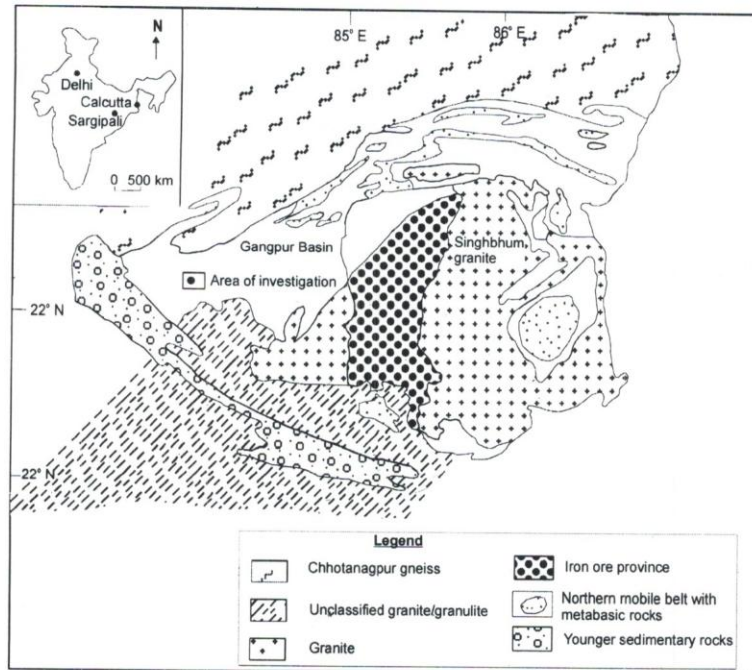 85° E
86° E
N
Delhi
Calcutta
Sargipali
0 500 km
Gangpur Basin
Singhbhum
granite
Area of investigation
22° N
22° N
Legend
Chhotanagpur gneiss
Unclassified granite/granulite
Granite
Iron ore province
Northern mobile belt with
metabasic rocks
Younger sedimentary rocks